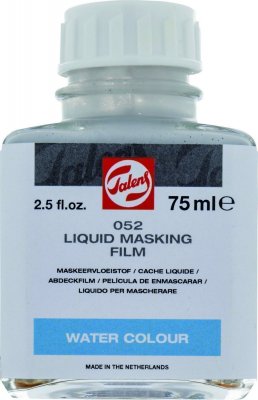 Talens
2.5 fl.oz. 75 ml e
052
LIQUID MASKING
FILM
MASKEERVLOEISTOF / CACHE LIQUIDE /
ABDECKFILM / PELÍCULA DE ENMASCARAR /
LIQUIDO PER MASCHERARE
WATER COLOUR
MADE IN THE NETHERLANDS